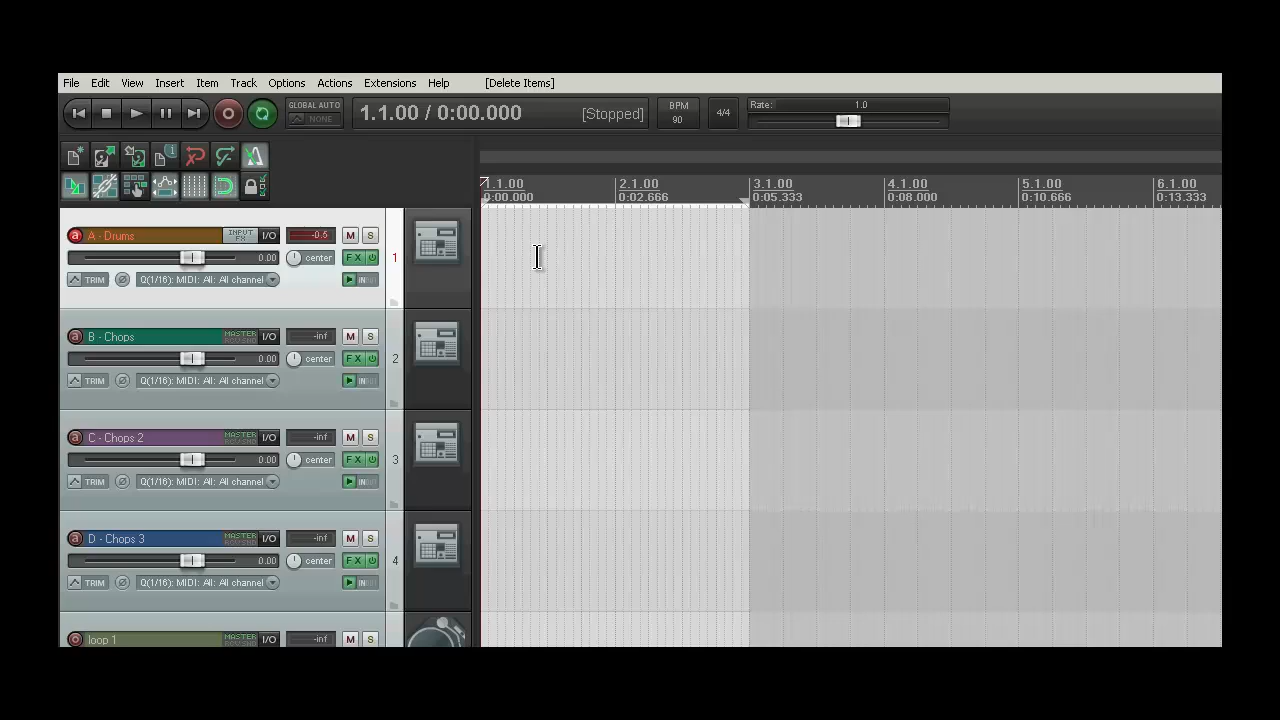 File Edit View Insert Item Track Options Actions Extensions Help [Delete Items]
GLOBAL AUTO
NONE
1.1.00 / 0:00.000 [Stopped]
BPM
90
4/4
Rate: 1.0
1.1.00 2.1.00 3.1.00 4.1.00 5.1.00 6.1.00
0:00.000 0:02.666 0:05.333 0:08.000 0:10.666 0:13.333
A - Drums INPUT FX I/O -0.6 M S
0.00 center FX 1
TRIM Q(1/16): MIDI: All: All channel
B - Chops MASTER I/O -inf M S
0.00 center FX 2
TRIM Q(1/16): MIDI: All: All channel
C - Chops 2 MASTER I/O -inf M S
0.00 center FX 3
TRIM Q(1/16): MIDI: All: All channel
D - Chops 3 MASTER I/O -inf M S
0.00 center FX 4
TRIM Q(1/16): MIDI: All: All channel
loop 1 MASTER I/O -inf M S